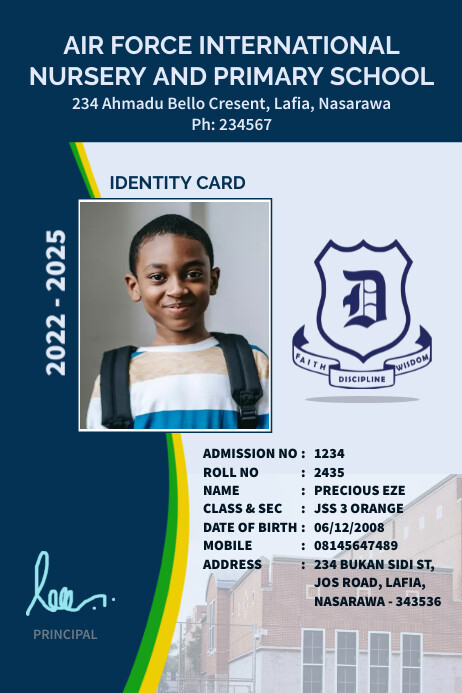 AIR FORCE INTERNATIONAL
NURSERY AND PRIMARY SCHOOL
234 Ahmadu Bello Cresent, Lafia, Nasarawa
Ph: 234567
IDENTITY CARD
2022 - 2025
D
FAITH
DISCIPLINE
WISDOM
ADMISSION NO : 1234
ROLL NO : 2435
NAME : PRECIOUS EZE
CLASS & SEC : JSS 3 ORANGE
DATE OF BIRTH : 06/12/2008
MOBILE : 08145647489
ADDRESS : 234 BUKAN SIDI ST,
JOS ROAD, LAFIA,
NASARAWA - 343536
PRINCIPAL